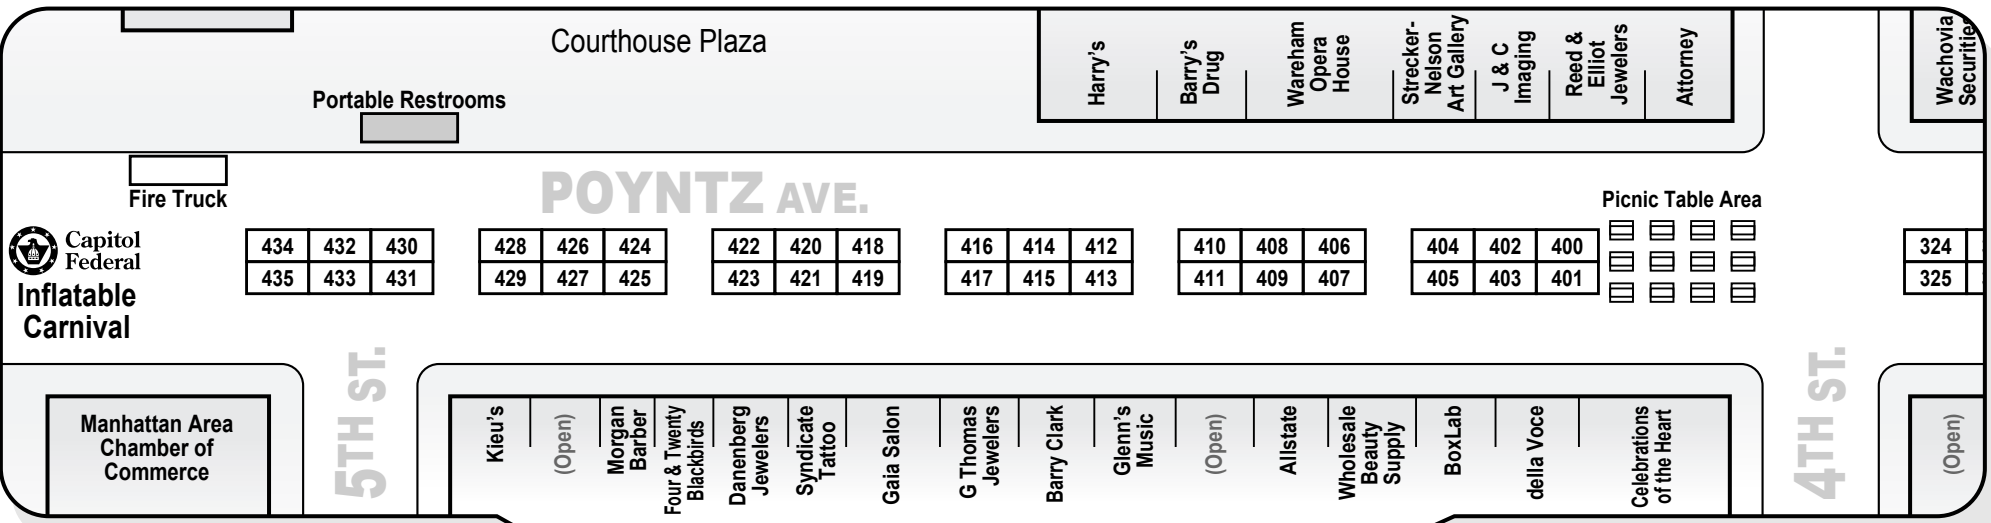 Courthouse Plaza
Portable Restrooms
Harry's
Barry's
Drug
Wareham
Opera
House
Strecker-
Nelson
Art Gallery
J & C
Imaging
Reed &
Elliot
Jewelers
Attorney
Wachovia
Securities
Fire Truck
POYNTZ AVE.
Picnic Table Area
Capitol
Federal
Inflatable
Carnival
434 432 430 428 426 424 422 420 418 416 414 412 410 408 406 404 402 400 324
435 433 431 429 427 425 423 421 419 417 415 413 411 409 407 405 403 401 325
5TH ST.
4TH ST.
Manhattan Area
Chamber of
Commerce
Kieu's
(Open)
Morgan
Barber
Four & Twenty
Blackbirds
Danenberg
Jewelers
Syndicate
Tattoo
Gaia Salon
G Thomas
Jewelers
Barry Clark
Glenn's
Music
(Open)
Allstate
Wholesale
Beauty
Supply
BoxLab
della Voce
Celebrations
of the Heart
(Open)